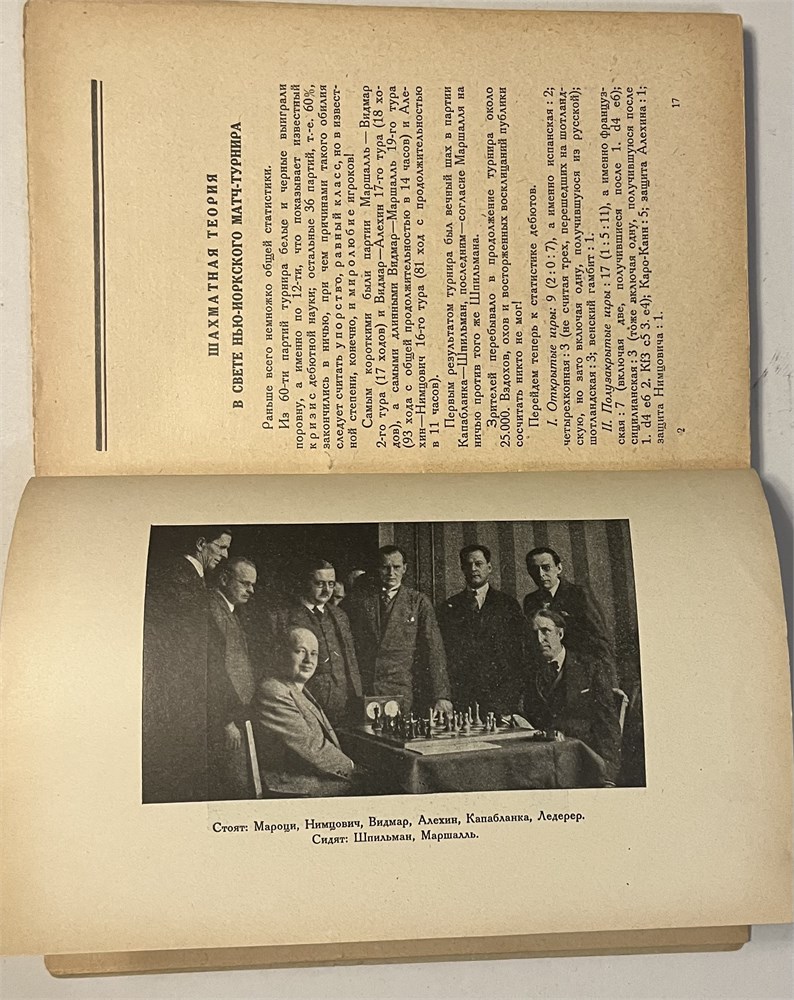 ШАХМАТНАЯ ТЕОРИЯ
В СВЕТЕ НЬЮ-ЙОРКСКОГО МАТЧ-ТУРНИРА
Раньше всего немножко общей статистики.
Из 60-ти партий турнира белые и черные выиграли
поровну, а именно по 12-ти, что показывает известный
кризис дебютной науки; остальные 36 партий, т.-е. 60%,
закончились в ничью, при чем причинами такого обилия
следует считать упорство, равный класс, но в извест-
ной степени, конечно, и миролюбие игроков!
Самым короткими были партии Маршалль—Видмар
2-го тура (17 ходов) и Видмар—Алехин 17-го тура (18 хо-
дов), а самыми длинными Видмар—Маршалль 19-го тура
(93 хода с общей продолжительностью в 14 часов) и Але-
хин—Нимцович 16-го тура (81 ход с продолжительностью
в 11 часов).
Первым результатом турнира был вечный шах в партии
Капабланка—Шпильман, последним—согласие Маршалля на
ничью против того же Шпильмана.
Зрителей перебывало в продолжение турнира около
25.000. Вздохов, охов и восторженных восклицаний публики
сосчитать никто не мог!
Перейдем теперь к статистике дебютов.
I. Открытые игры: 9 (2:0:7), а именно испанская: 2;
четырехконная: 3 (не считая трех, перешедших на шотланд-
скую, но зато включая одну, получившуюся из русской);
шотландская: 3; венский гамбит: 1.
II. Полузакрытые игры: 17 (1:5:11), а именно француз-
ская: 7 (включая две, получившиеся после 1. d4 e6);
сицилианская: 3 (тоже включая одну, получившуюся после
1. d4 e6 2. Kf3 c5 3. e4); Каро-Канн: 5; защита Алехина: 1;
защита Нимцовича: 1.
2
17
Стоят: Мароци, Нимцович, Видмар, Алехин, Капабланка, Ледерер.
Сидят: Шпильман, Маршалль.